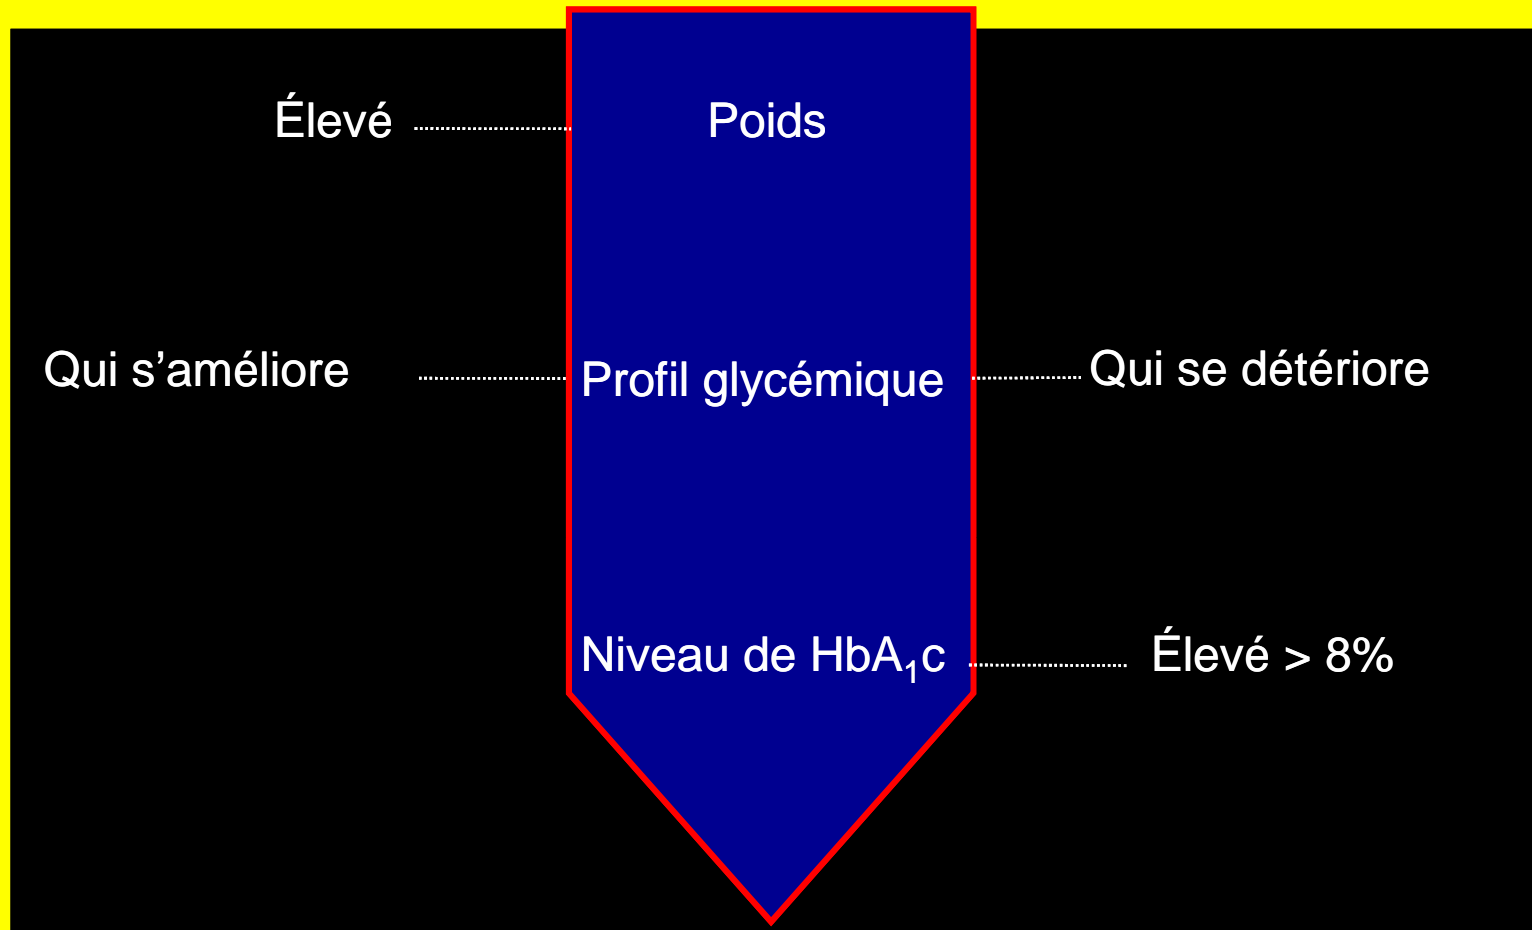 Élevé
Poids
Qui s’améliore
Profil glycémique
Qui se détériore
Niveau de HbA₁c
Élevé > 8%